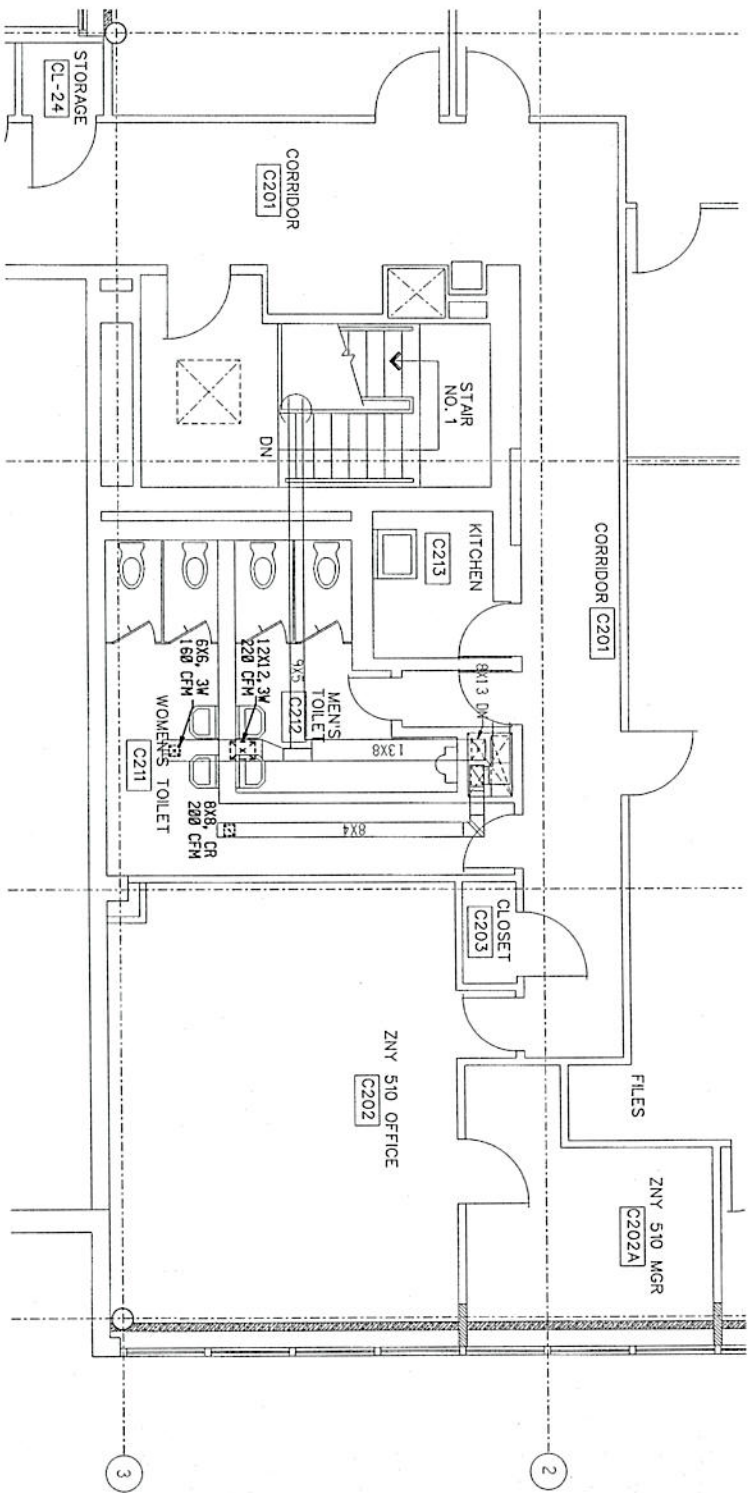 STORAGE
CL-24
CORRIDOR
C201
STAIR
NO. 1
DN
KITCHEN
C213
CORRIDOR C201
8X13 DN
MEN'S
TOILET
C212
9X5
12X12, 3W
220 CFM
6X6, 3W
160 CFM
WOMEN'S TOILET
C211
13X8
8X8, CR
200 CFM
8X4
CLOSET
C203
ZNY 510 OFFICE
C202
FILES
ZNY 510 MGR
C202A
2
3